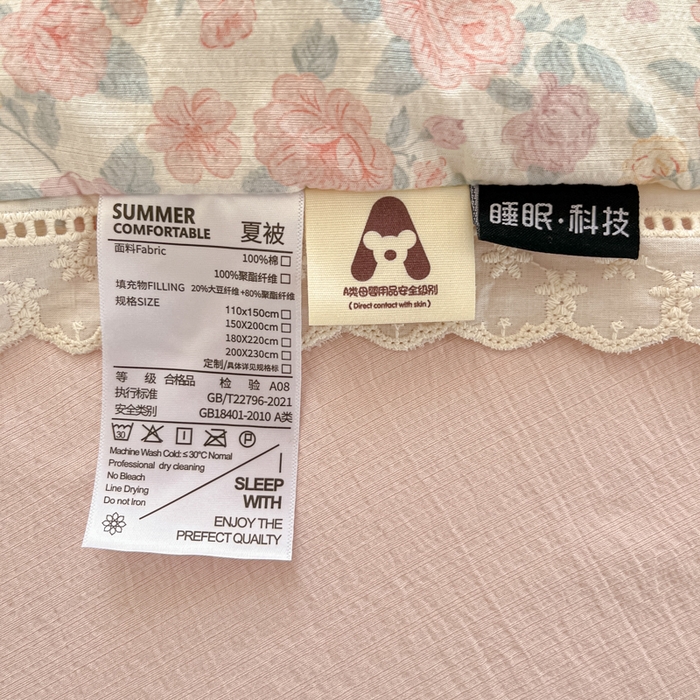 SUMMER
COMFORTABLE 夏被
面料Fabric
100%棉
100%聚酯纤维
填充物FILLING 20%大豆纤维+80%聚酯纤维
规格SIZE
110x150cm
150X200cm
180X220cm
200X230cm
定制/具体详见规格标
等 级 合格品 检 验 A08
执行标准 GB/T22796-2021
安全类别 GB18401-2010 A类
30 P
Machine Wash Cold: ≤30°C Nomal
Professional dry cleaning
No Bleach
Line Drying
Do not Iron
SLEEP
WITH
ENJOY THE
PREFECT QUAILTY
A类母婴用品安全级别
( Direct contact with skin )
睡眠·科技